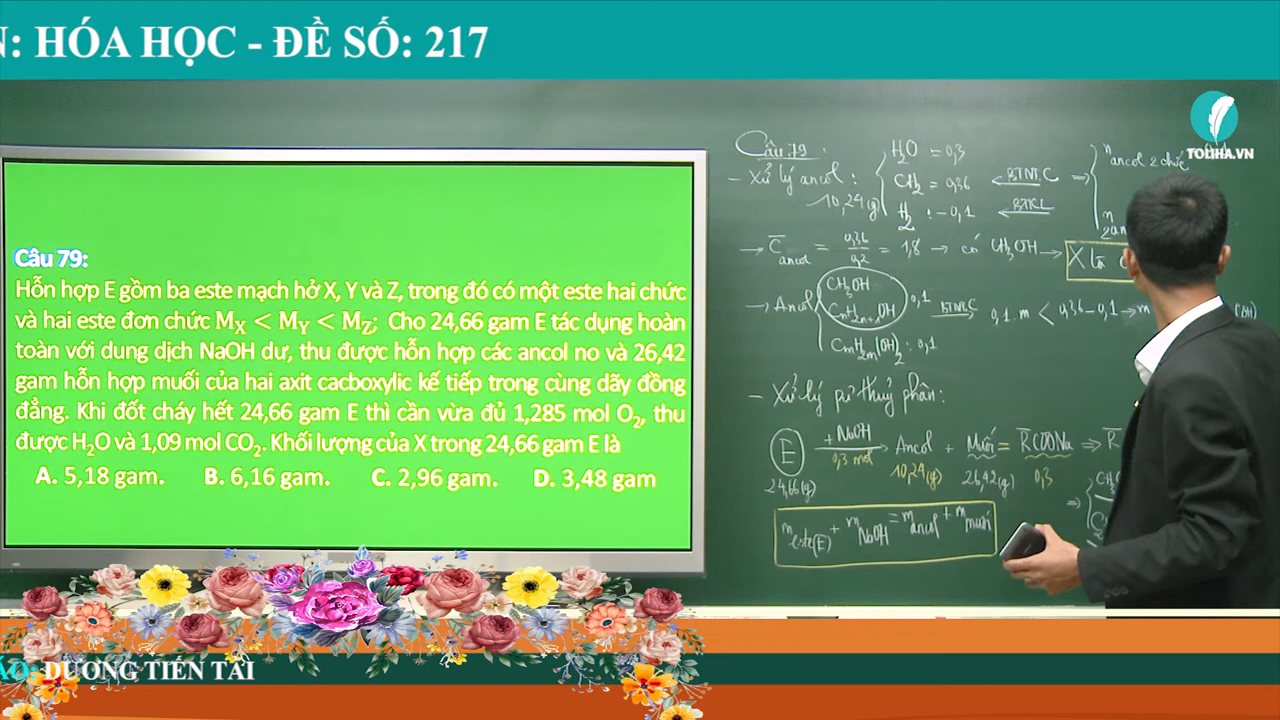 N: HÓA HỌC - ĐỀ SỐ: 217
TOLIHA.VN
Câu 79:
Hỗn hợp E gồm ba este mạch hở X, Y và Z, trong đó có một este hai chức
và hai este đơn chức M_X < M_Y < M_Z; Cho 24,66 gam E tác dụng hoàn
toàn với dung dịch NaOH dư, thu được hỗn hợp các ancol no và 26,42
gam hỗn hợp muối của hai axit cacboxylic kế tiếp trong cùng dãy đồng
đẳng. Khi đốt cháy hết 24,66 gam E thì cần vừa đủ 1,285 mol O₂, thu
được H₂O và 1,09 mol CO₂. Khối lượng của X trong 24,66 gam E là
A. 5,18 gam. B. 6,16 gam. C. 2,96 gam. D. 3,48 gam
Câu 79:
- Xử lý ancol:
10,24(g)
H₂O = 0,3
CH₂ = 0,36 BTNT.C
H₂ : -0,1 BTKL
n ancol 2 chức
→ C̄ ancol = 0,36/0,2 = 1,8 → có CH₃OH →
X là
→ Ancol
CH₃OH
CnH2n+1OH 0,1
CmH2m(OH)₂ : 0,1
BTNT.C 0,1.m < 0,36-0,1 → m
- Xử lý pư thuỷ phân:
E + NaOH → Ancol + Muối = R̄COONa ⇒ R̄
0,3 mol
24,66(g) 10,24(g) 26,42(g) 0,3
m este(E) + m NaOH = m ancol + m muối
ÁO: DƯƠNG TIẾN TÀI